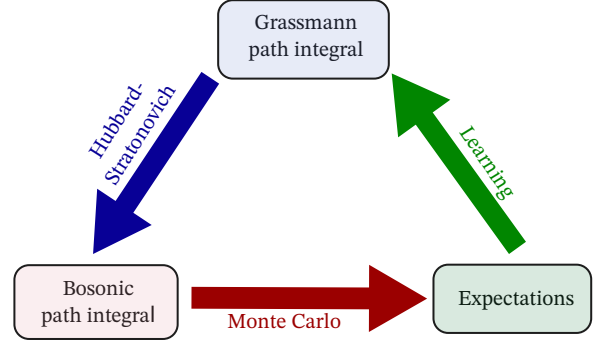 Grassmann
path integral
Hubbard-
Stratonovich
Learning
Bosonic
path integral
Monte Carlo
Expectations